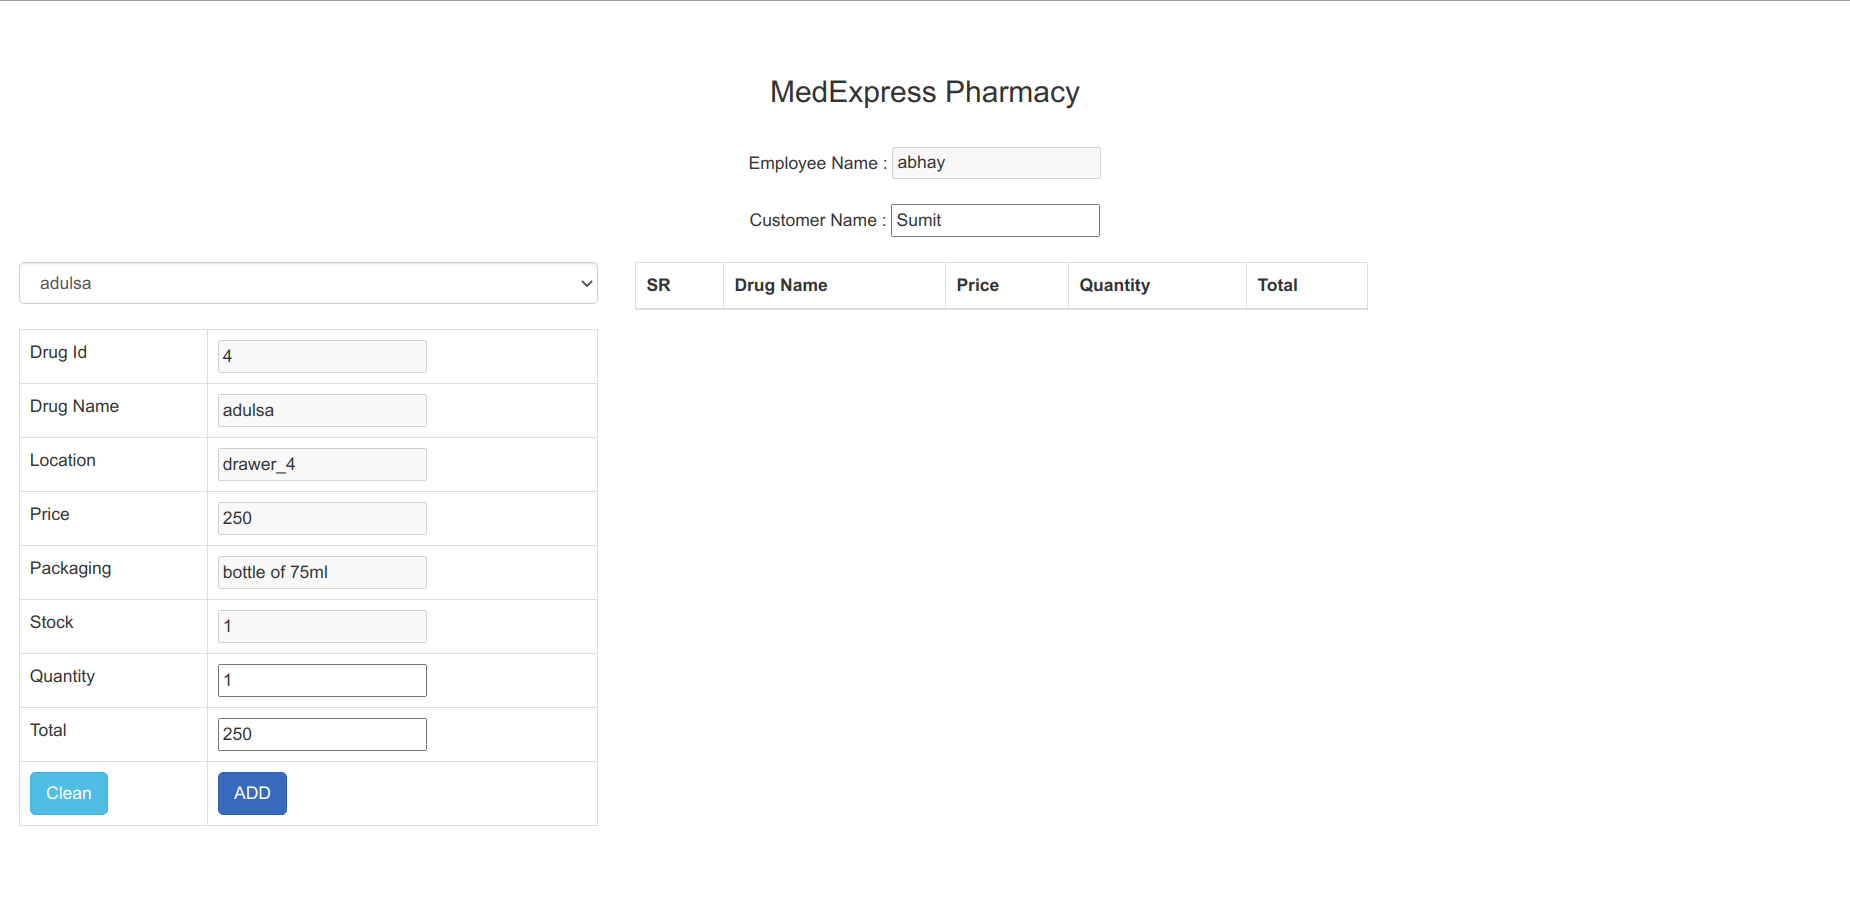 MedExpress Pharmacy
Employee Name : abhay
Customer Name : Sumit
adulsa
SR Drug Name Price Quantity Total
Drug Id 4
Drug Name adulsa
Location drawer_4
Price 250
Packaging bottle of 75ml
Stock 1
Quantity 1
Total 250
Clean ADD